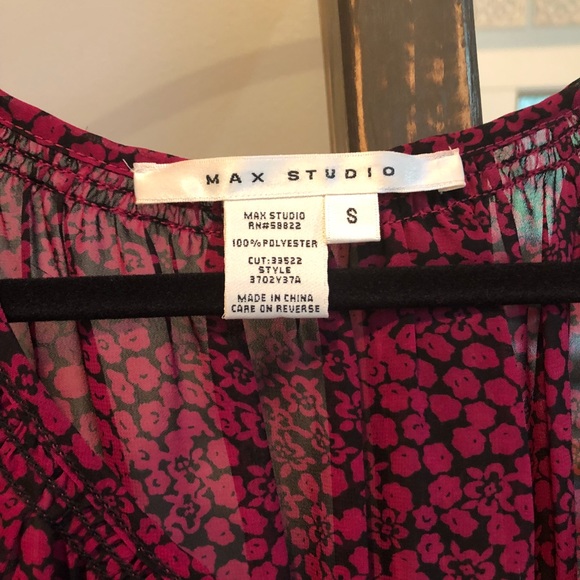 MAX STUDIO
S
MAX STUDIO
RN#58822
100%POLYESTER
CUT:33522
STYLE
3702Y37A
MADE IN CHINA
CARE ON REVERSE